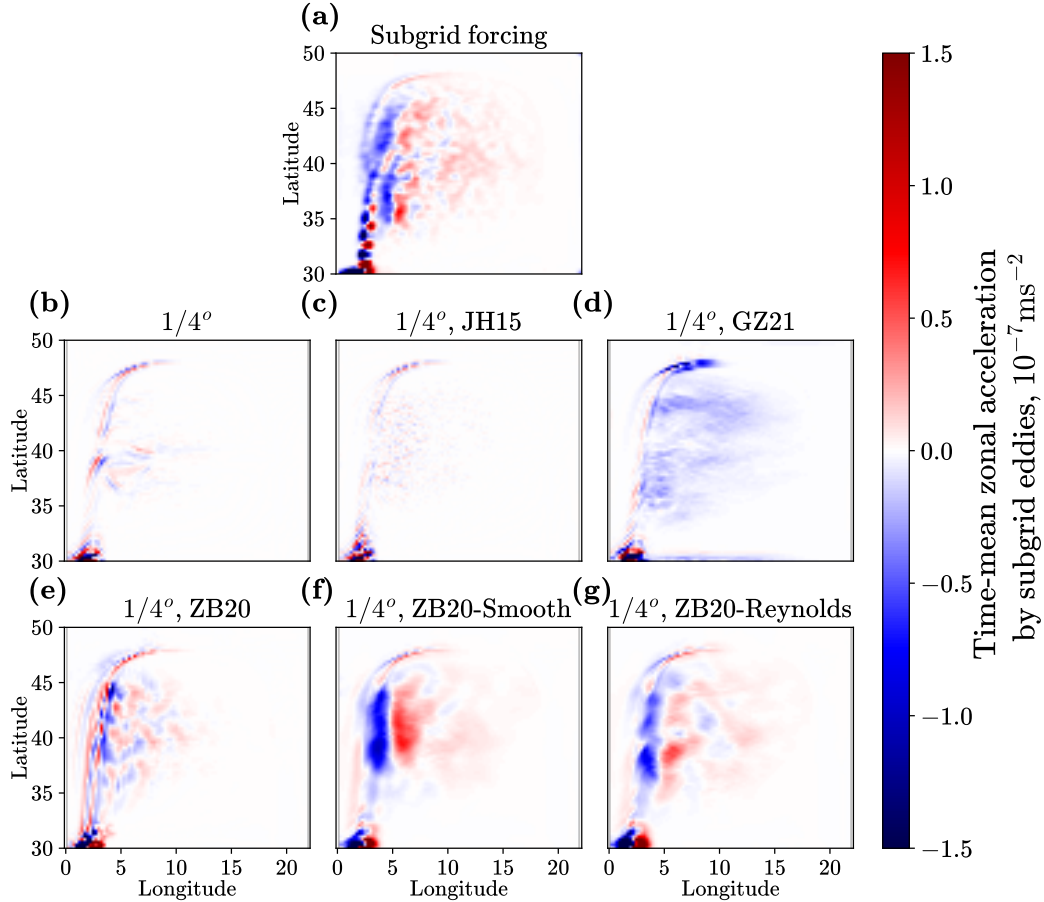 (a)
Subgrid forcing
50
45
40
35
30
Latitude
(b)
1/4°
50
45
40
35
30
Latitude
(c)
1/4°, JH15
(d)
1/4°, GZ21
(e)
1/4°, ZB20
50
45
40
35
30
Latitude
0 5 10 15 20
Longitude
(f)
1/4°, ZB20-Smooth
0 5 10 15 20
Longitude
(g)
1/4°, ZB20-Reynolds
0 5 10 15 20
Longitude
1.5
1.0
0.5
0.0
−0.5
−1.0
−1.5
Time-mean zonal acceleration
by subgrid eddies, 10⁻⁷ms⁻²